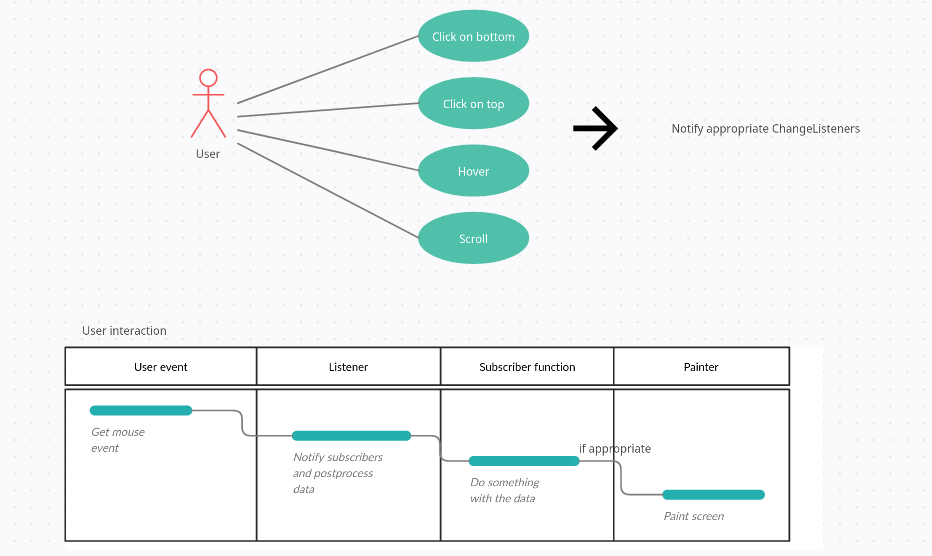 Click on bottom
Click on top
User
Notify appropriate ChangeListeners
Hover
Scroll
User interaction
User event
Listener
Subscriber function
Painter
Get mouse
event
Notify subscribers
and postprocess
data
if appropriate
Do something
with the data
Paint screen